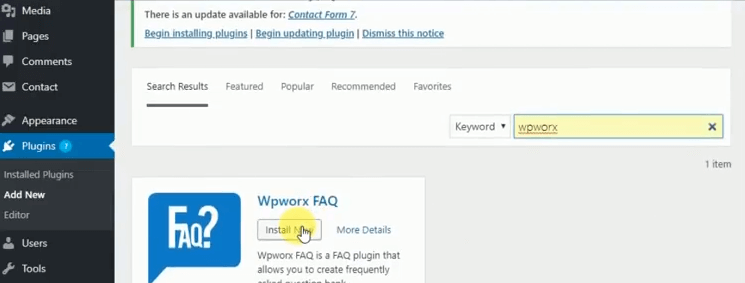 Media
Pages
Comments
Contact
Appearance
Plugins
Installed Plugins
Add New
Editor
Users
Tools
There is an update available for: Contact Form 7.
Begin installing plugins | Begin updating plugin | Dismiss this notice
Search Results Featured Popular Recommended Favorites
Keyword wpworx
1 item
FAQ?
Wpworx FAQ
Install More Details
Wpworx FAQ is a FAQ plugin that
allows you to create frequently
asked question bank